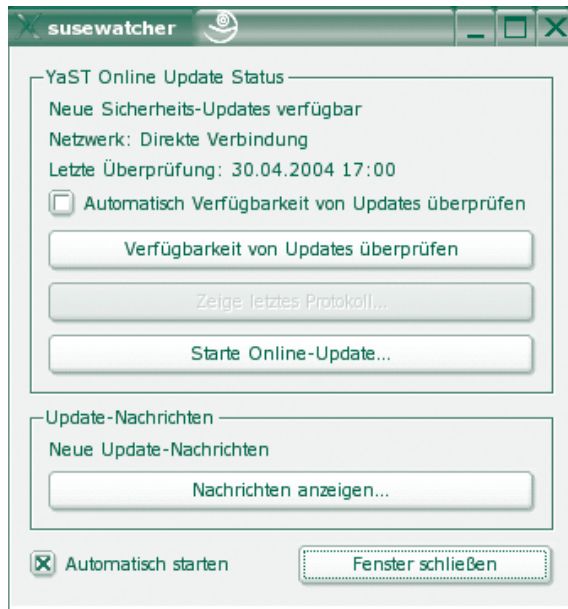 susewatcher
YaST Online Update Status
Neue Sicherheits-Updates verfügbar
Netzwerk: Direkte Verbindung
Letzte Überprüfung: 30.04.2004 17:00
Automatisch Verfügbarkeit von Updates überprüfen
Verfügbarkeit von Updates überprüfen
Zeige letztes Protokoll...
Starte Online-Update...
Update-Nachrichten
Neue Update-Nachrichten
Nachrichten anzeigen...
Automatisch starten
Fenster schließen